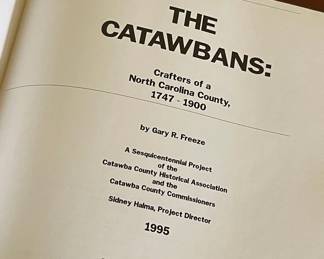 THE
CATAWBANS:
Crafters of a
North Carolina County,
1747 - 1900
by Gary R. Freeze
A Sesquicentennial Project
of the
Catawba County Historical Association
and the
Catawba County Commissioners
Sidney Halma, Project Director
1995